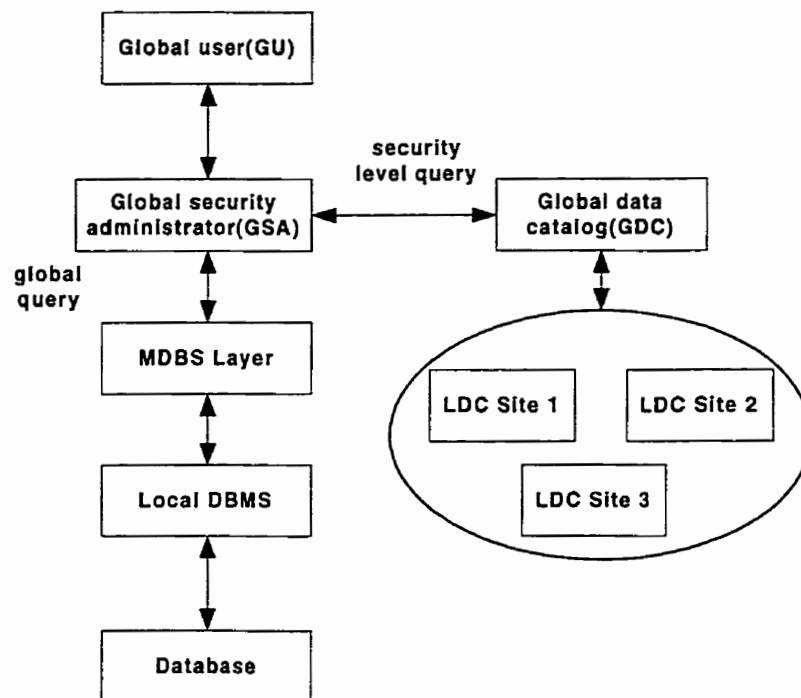 Global user(GU)
security
level query
Global security
administrator(GSA)
Global data
catalog(GDC)
global
query
MDBS Layer
LDC Site 1
LDC Site 2
Local DBMS
LDC Site 3
Database